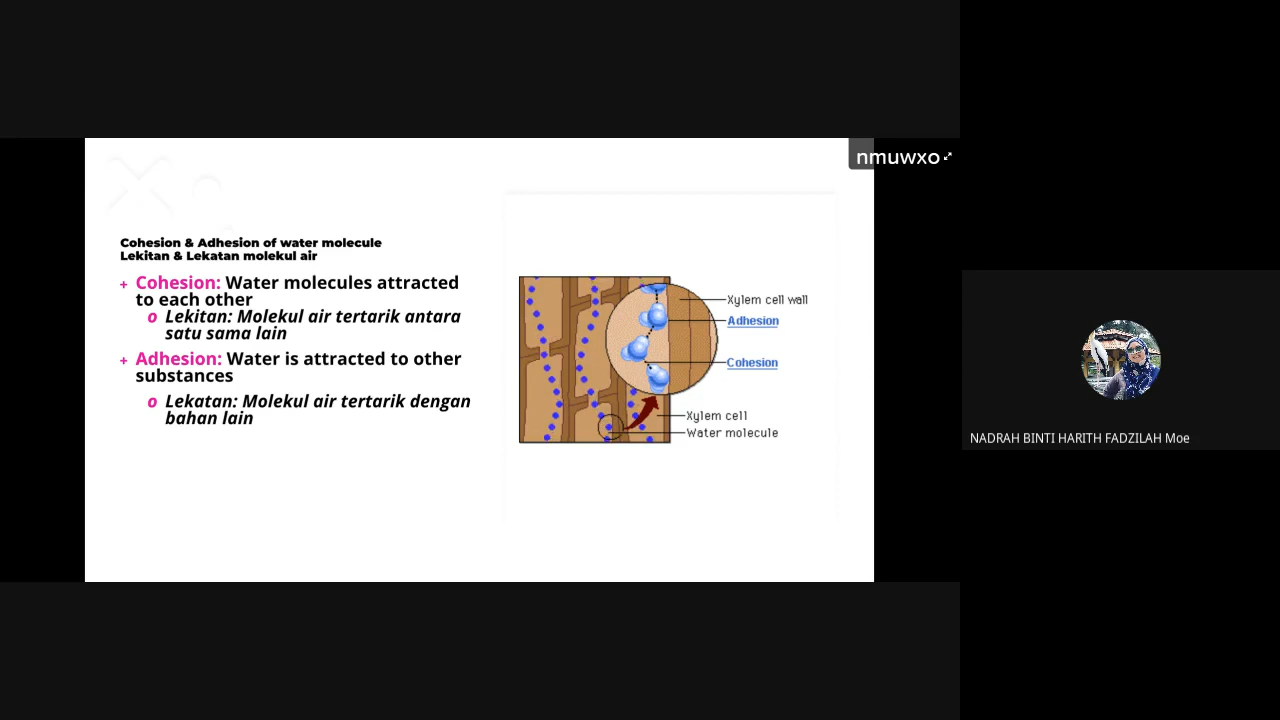 nmuwxo
Cohesion & Adhesion of water molecule
Lekitan & Lekatan molekul air
+ Cohesion: Water molecules attracted
to each other
o Lekitan: Molekul air tertarik antara
satu sama lain
+ Adhesion: Water is attracted to other
substances
o Lekatan: Molekul air tertarik dengan
bahan lain
Xylem cell wall
Adhesion
Cohesion
Xylem cell
Water molecule
NADRAH BINTI HARITH FADZILAH Moe